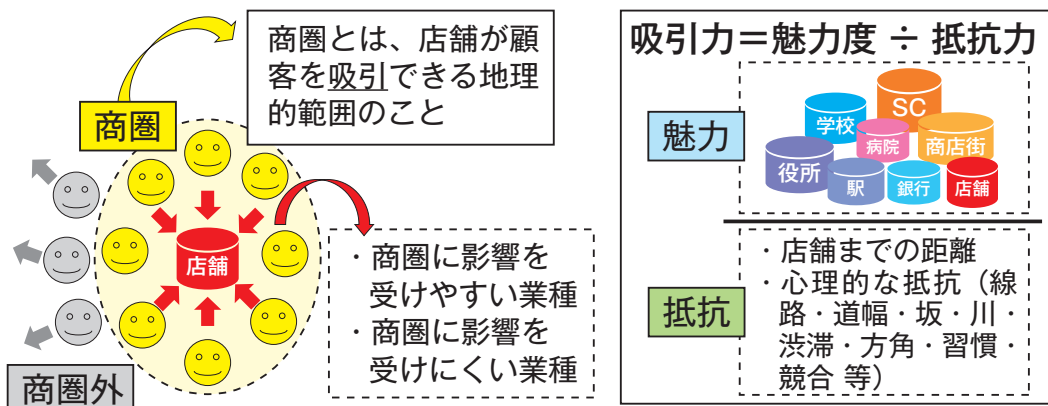 商圏とは、店舗が顧
客を吸引できる地理
的範囲のこと
商圏
店舗
・商圏に影響を
受けやすい業種
・商圏に影響を
受けにくい業種
商圏外
吸引力＝魅力度 ÷ 抵抗力
魅力
SC
学校
病院
商店街
役所
駅
銀行
店舗
抵抗
・店舗までの距離
・心理的な抵抗（線
路・道幅・坂・川・
渋滞・方角・習慣・
競合 等）